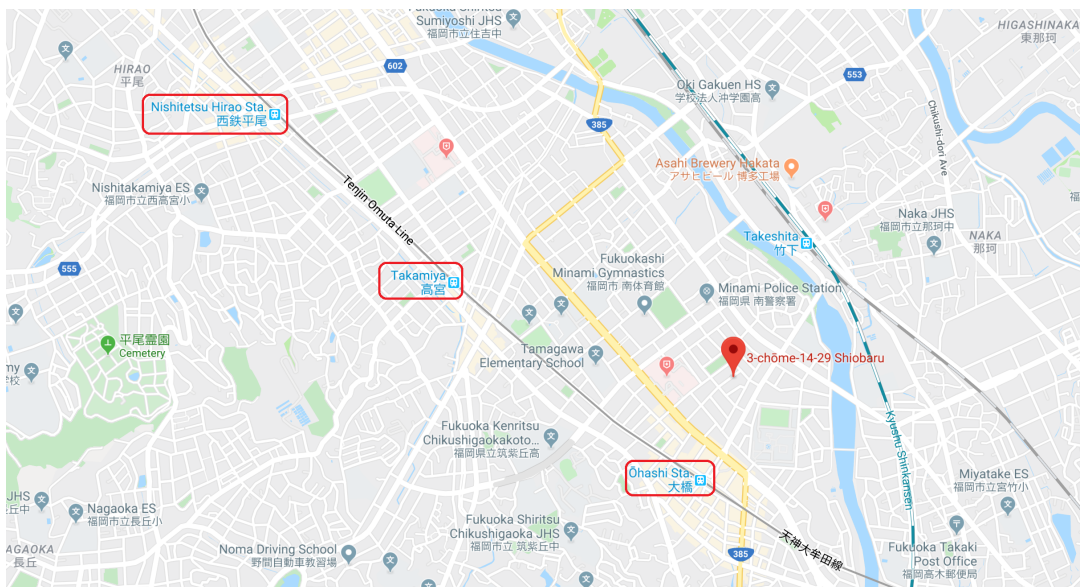 Sumiyoshi JHS
福岡市立住吉中
HIGASHINAKA
東那珂
HIRAO
平尾
602
553
Oki Gakuen HS
学校法人沖学園高
Nishitetsu Hirao Sta.
西鉄平尾
385
Chikushi-dori Ave
Asahi Brewery Hakata
アサヒビール 博多工場
Nishitakamiya ES
福岡市立西高宮小
Tenjin Omuta Line
Naka JHS
福岡市立那珂中
NAKA
那珂
Takeshita
竹下
555
Takamiya
高宮
Fukuokashi
Minami Gymnastics
福岡市 南体育館
Minami Police Station
福岡県 南警察署
平尾霊園
Cemetery
Tamagawa
Elementary School
3-chōme-14-29 Shiobaru
my
学校
Fukuoka Kenritsu
Chikushigaokakoto...
福岡県立筑紫丘高
Kyushu Shinkansen
Ōhashi Sta.
大橋
Miyatake ES
福岡市立宮竹小
JHS
丘中
Nagaoka ES
福岡市立長丘小
Fukuoka Shiritsu
Chikushigaoka JHS
福岡市立 筑紫丘中
天神大牟田線
AGAOKA
長丘
Noma Driving School
野間自動車教習場
385
Fukuoka Takaki
Post Office
福岡高木郵便局